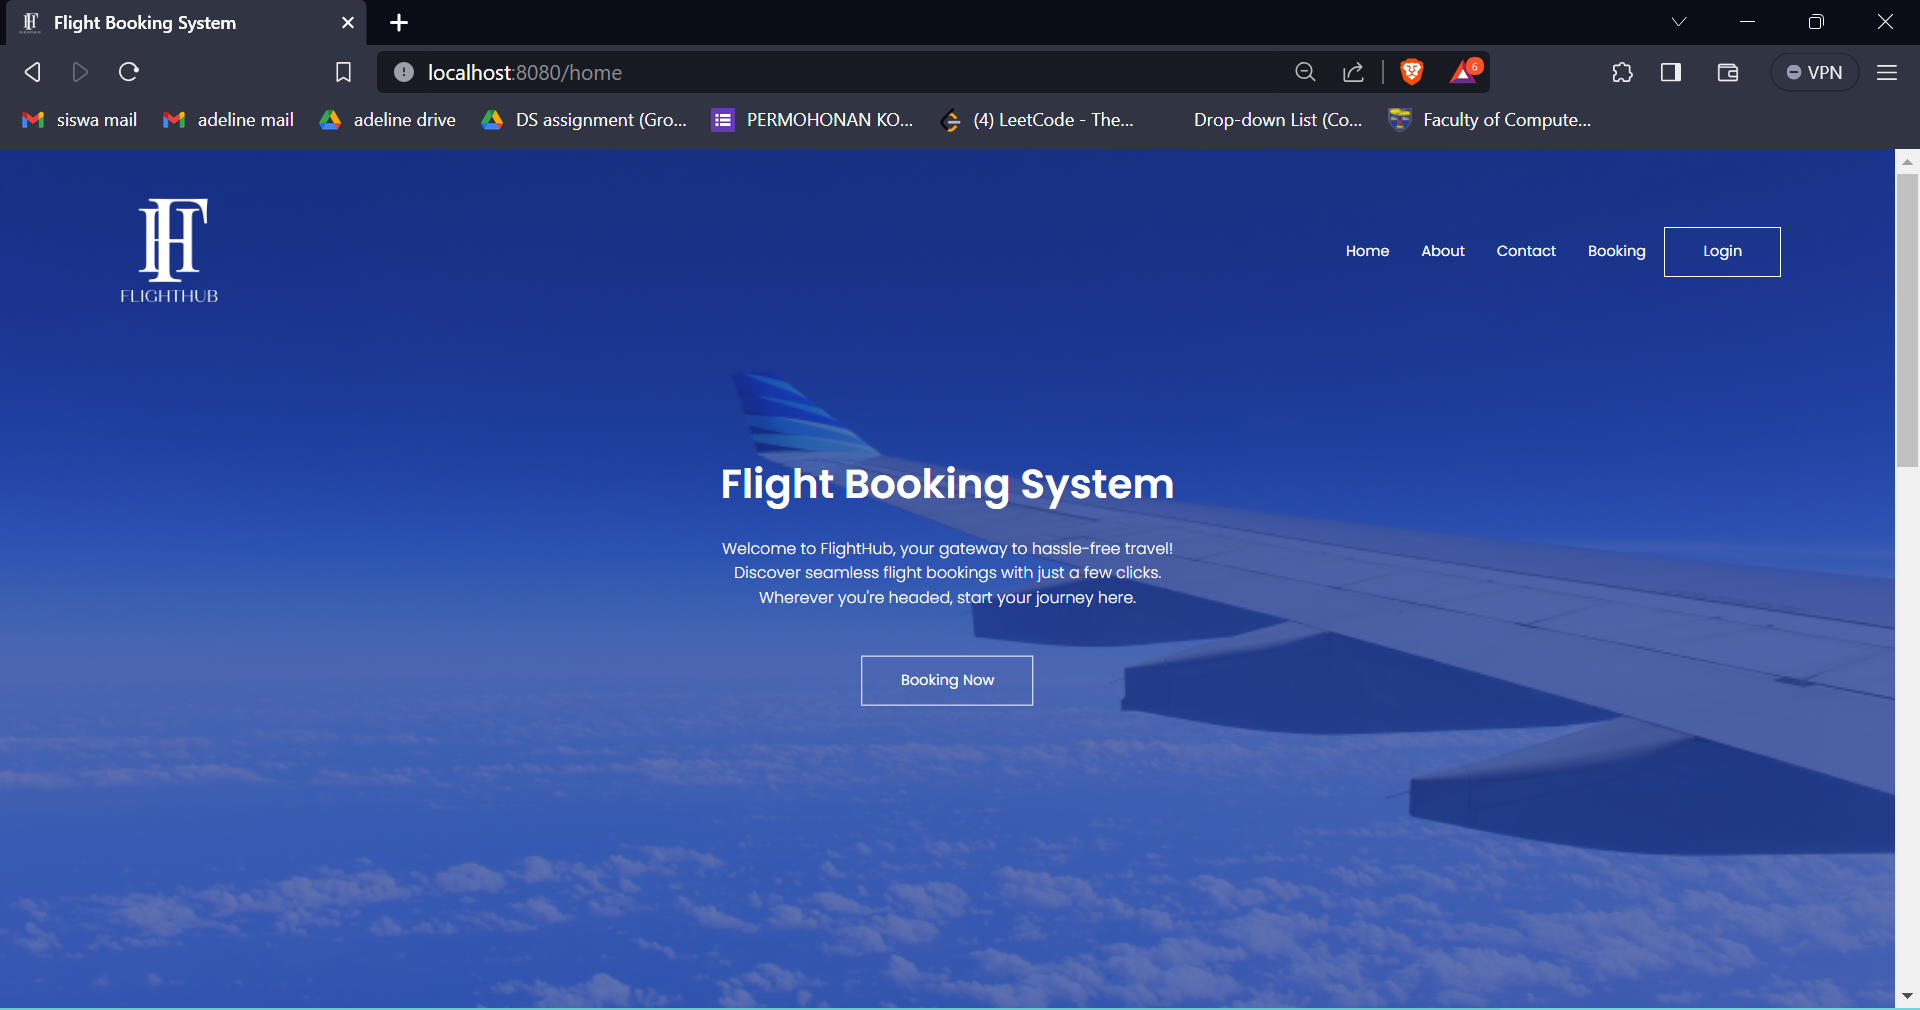 Flight Booking System
localhost:8080/home
6
VPN
siswa mail
adeline mail
adeline drive
DS assignment (Gro...
PERMOHONAN KO...
(4) LeetCode - The...
Drop-down List (Co...
Faculty of Compute...
FH
FLIGHTHUB
Home
About
Contact
Booking
Login
Flight Booking System
Welcome to FlightHub, your gateway to hassle-free travel!
Discover seamless flight bookings with just a few clicks.
Wherever you're headed, start your journey here.
Booking Now